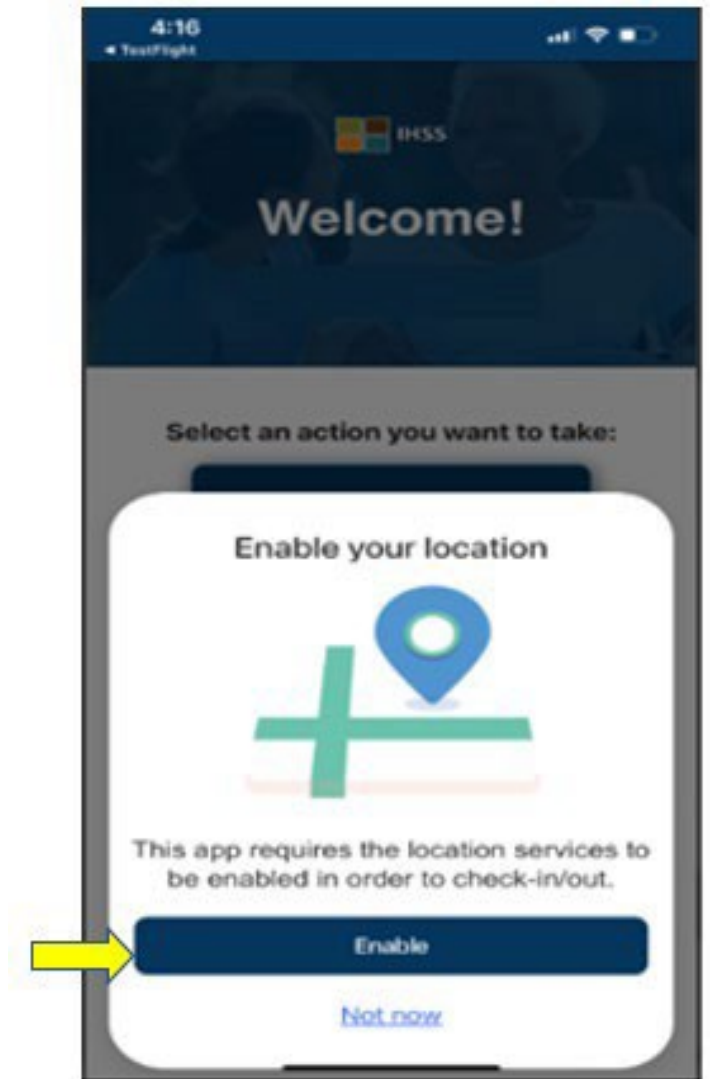 4:16
◄ TestFlight
IHSS
Welcome!
Select an action you want to take:
Enable your location
This app requires the location services to
be enabled in order to check-in/out.
Enable
Not now